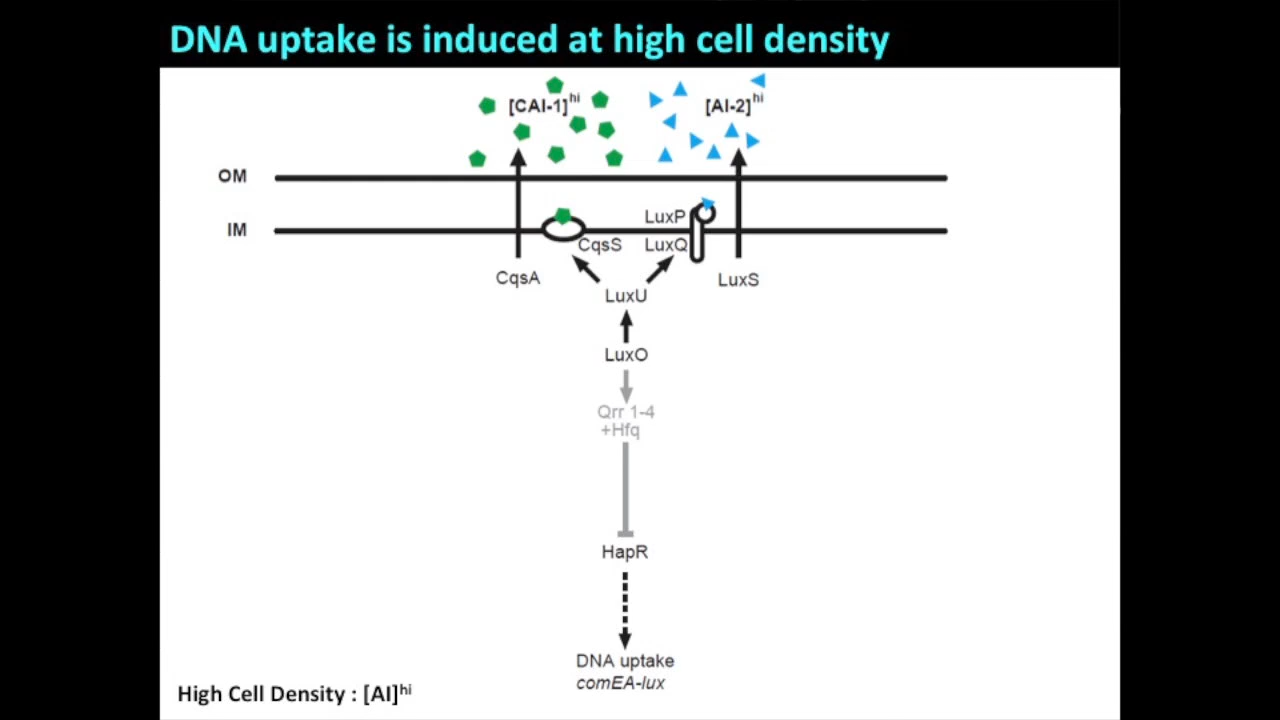 DNA uptake is induced at high cell density
[CAI-1]hi
[AI-2]hi
OM
IM
LuxP
CqsS
LuxQ
CqsA
LuxS
LuxU
LuxO
Qrr 1-4
+Hfq
HapR
DNA uptake
comEA-lux
High Cell Density : [AI]hi